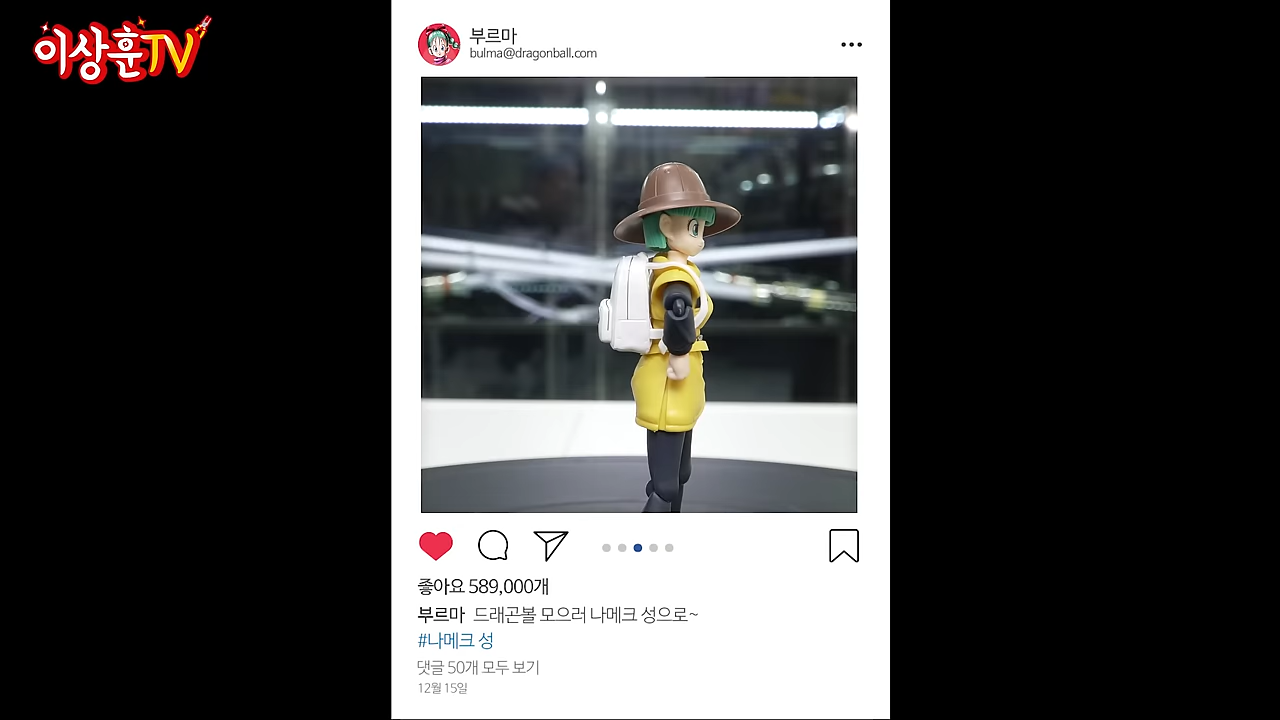 이상훈TV
부르마
bulma@dragonball.com
좋아요 589,000개
부르마 드래곤볼 모으러 나메크 성으로~
#나메크 성
댓글 50개 모두 보기
12월 15일